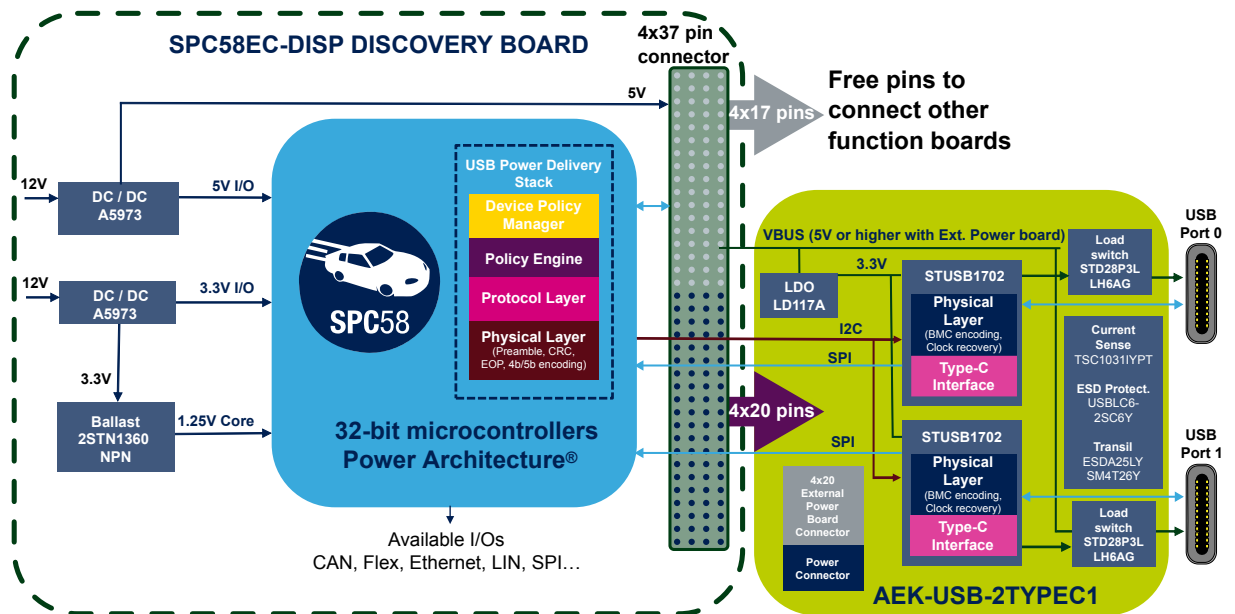 SPC58EC-DISP DISCOVERY BOARD
4x37 pin
connector
5V
4x17 pins
Free pins to
connect other
function boards
12V
DC / DC
A5973
5V I/O
12V
DC / DC
A5973
3.3V I/O
3.3V
Ballast
2STN1360
NPN
1.25V Core
SPC58
USB Power Delivery
Stack
Device Policy
Manager
Policy Engine
Protocol Layer
Physical Layer
(Preamble, CRC,
EOP, 4b/5b encoding)
32-bit microcontrollers
Power Architecture®
Available I/Os
CAN, Flex, Ethernet, LIN, SPI…
4x20 pins
VBUS (5V or higher with Ext. Power board)
3.3V
LDO
LD117A
I2C
SPI
SPI
STUSB1702
Physical
Layer
(BMC encoding,
Clock recovery)
Type-C
Interface
STUSB1702
Physical
Layer
(BMC encoding,
Clock recovery)
Type-C
Interface
Load
switch
STD28P3L
LH6AG
USB
Port 0
Current
Sense
TSC1031IYPT
ESD Protect.
USBLC6-
2SC6Y
Transil
ESDA25LY
SM4T26Y
USB
Port 1
Load
switch
STD28P3L
LH6AG
4x20
External
Power
Board
Connector
Power
Connector
AEK-USB-2TYPEC1